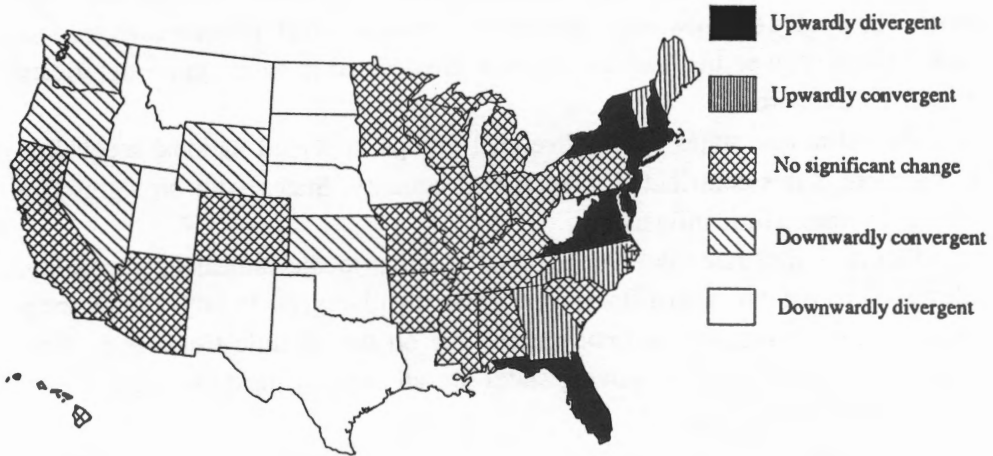 Upwardly divergent
Upwardly convergent
No significant change
Downwardly convergent
Downwardly divergent